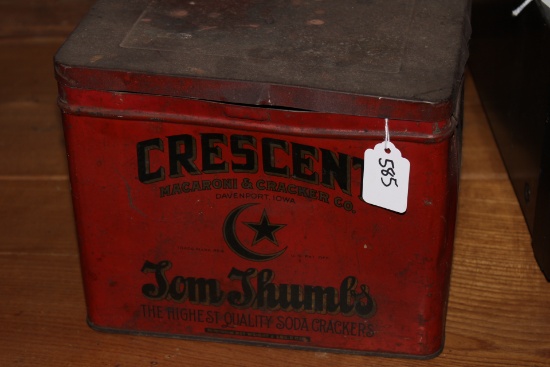 CRESCENT
MACARONI & CRACKER CO.
DAVENPORT, IOWA
585
Tom Thumbs
THE HIGHEST QUALITY SODA CRACKERS